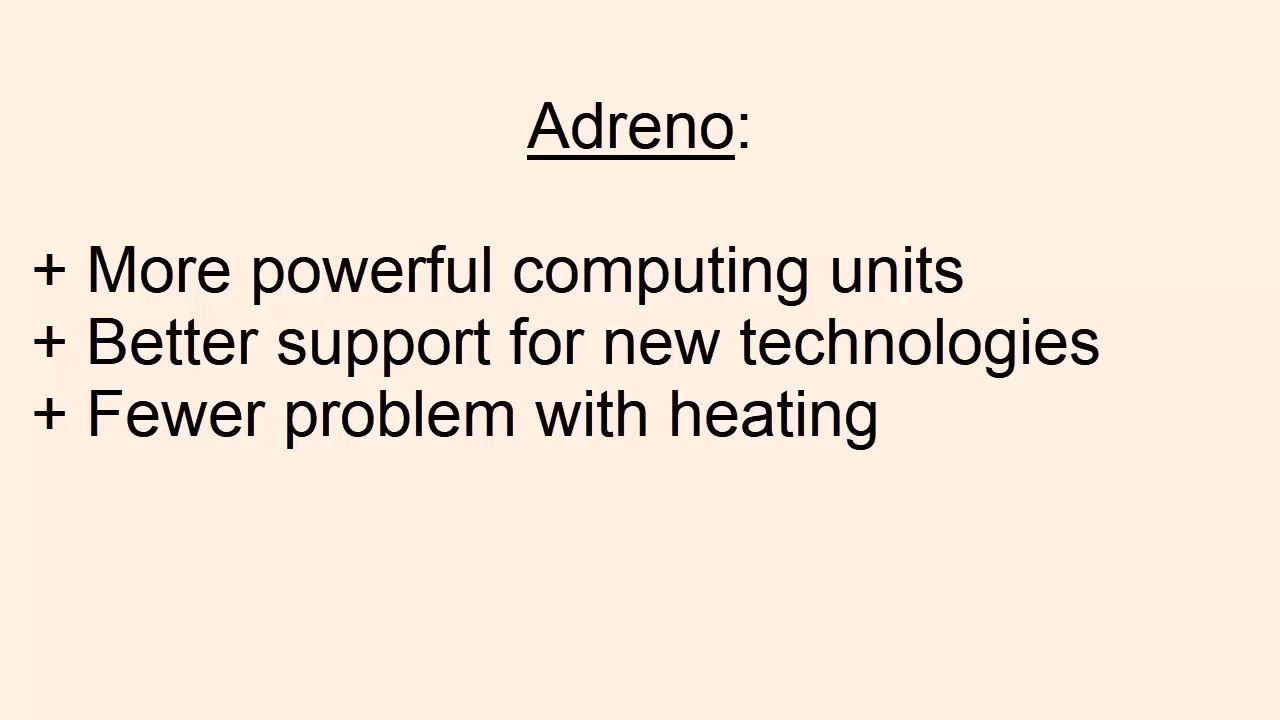 Adreno:
+ More powerful computing units
+ Better support for new technologies
+ Fewer problem with heating